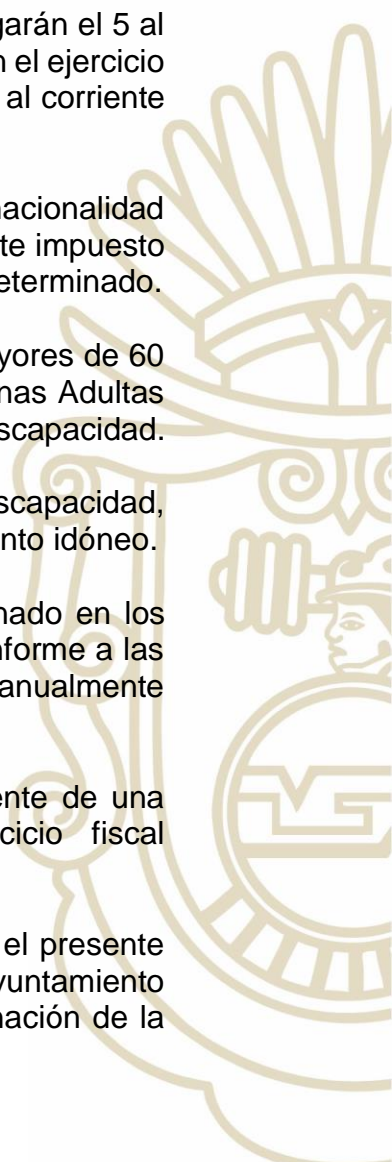 garán el 5 al
n el ejercicio
al corriente
nacionalidad
te impuesto
eterminado.
yores de 60
nas Adultas
scapacidad.
scapacidad,
nto idóneo.
nado en los
nforme a las
anualmente
ente de una
cicio fiscal
el presente
yuntamiento
nación de la